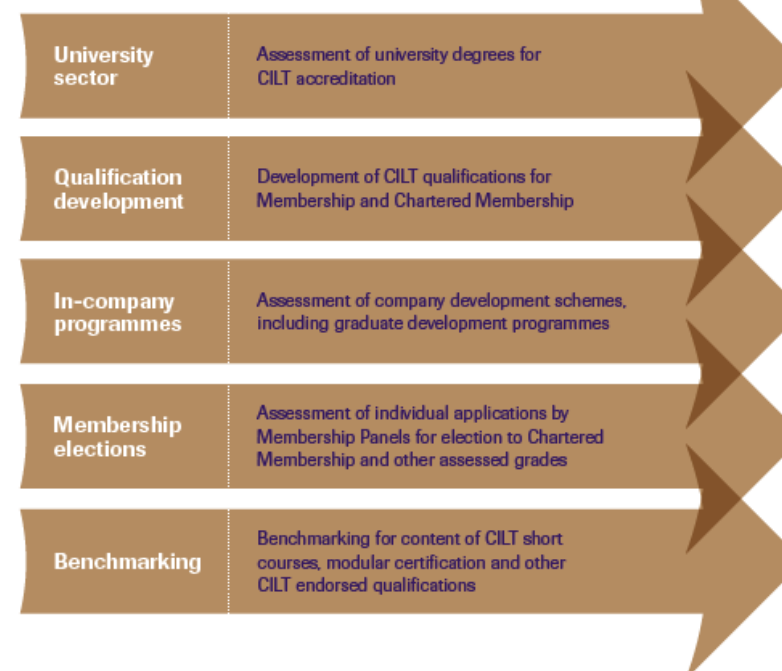 University
sector
Assessment of university degrees for
CILT accreditation
Qualification
development
Development of CILT qualifications for
Membership and Chartered Membership
In-company
programmes
Assessment of company development schemes,
including graduate development programmes
Membership
elections
Assessment of individual applications by
Membership Panels for election to Chartered
Membership and other assessed grades
Benchmarking
Benchmarking for content of CILT short
courses, modular certification and other
CILT endorsed qualifications